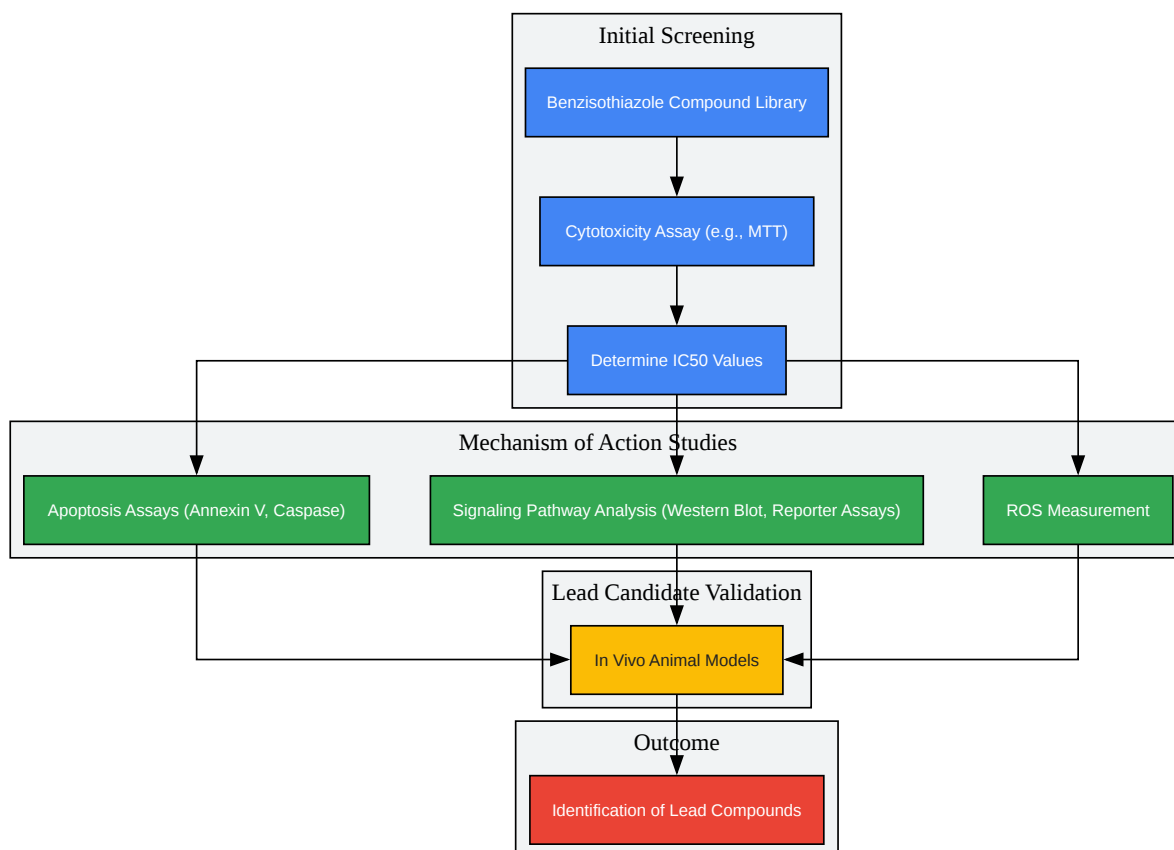 Initial Screening
Benzisothiazole Compound Library
Cytotoxicity Assay (e.g., MTT)
Determine IC50 Values
Mechanism of Action Studies
Apoptosis Assays (Annexin V, Caspase)
Signaling Pathway Analysis (Western Blot, Reporter Assays)
ROS Measurement
Lead Candidate Validation
In Vivo Animal Models
Outcome
Identification of Lead Compounds